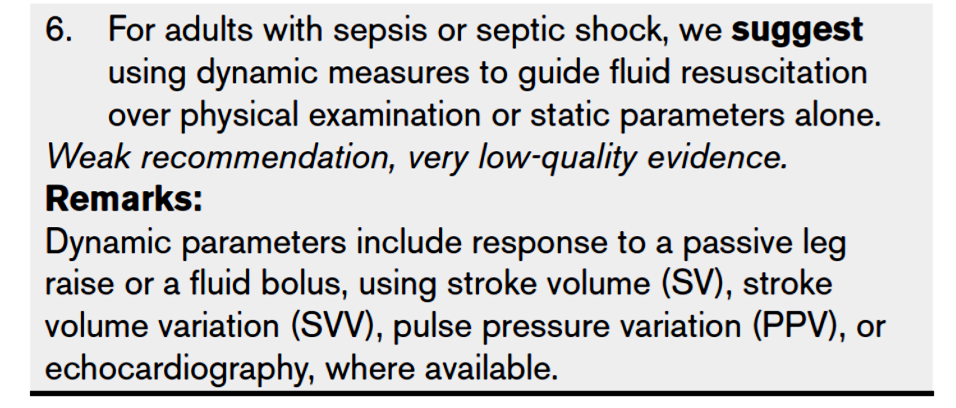 6. For adults with sepsis or septic shock, we suggest
using dynamic measures to guide fluid resuscitation
over physical examination or static parameters alone.
Weak recommendation, very low-quality evidence.
Remarks:
Dynamic parameters include response to a passive leg
raise or a fluid bolus, using stroke volume (SV), stroke
volume variation (SVV), pulse pressure variation (PPV), or
echocardiography, where available.